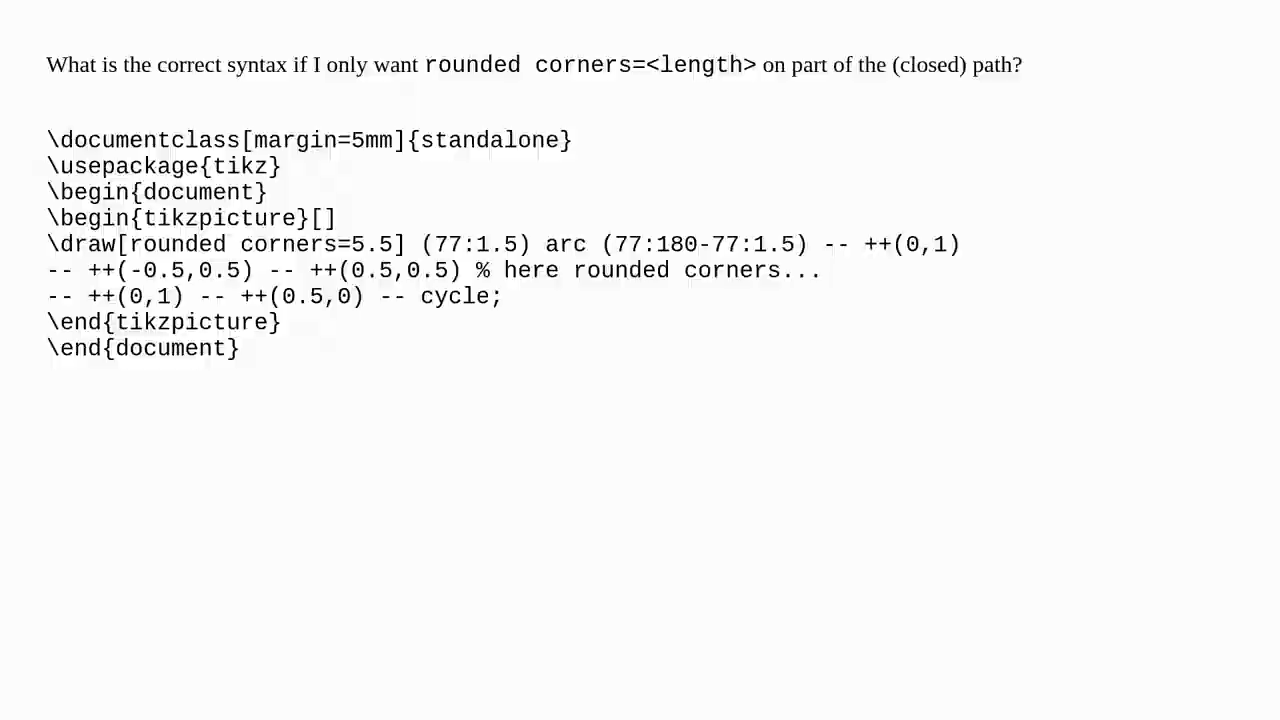 What is the correct syntax if I only want rounded corners=<length> on part of the (closed) path?
\documentclass[margin=5mm]{standalone}
\usepackage{tikz}
\begin{document}
\begin{tikzpicture}[]
\draw[rounded corners=5.5] (77:1.5) arc (77:180-77:1.5) -- ++(0,1)
-- ++(-0.5,0.5) -- ++(0.5,0.5) % here rounded corners...
-- ++(0,1) -- ++(0.5,0) -- cycle;
\end{tikzpicture}
\end{document}